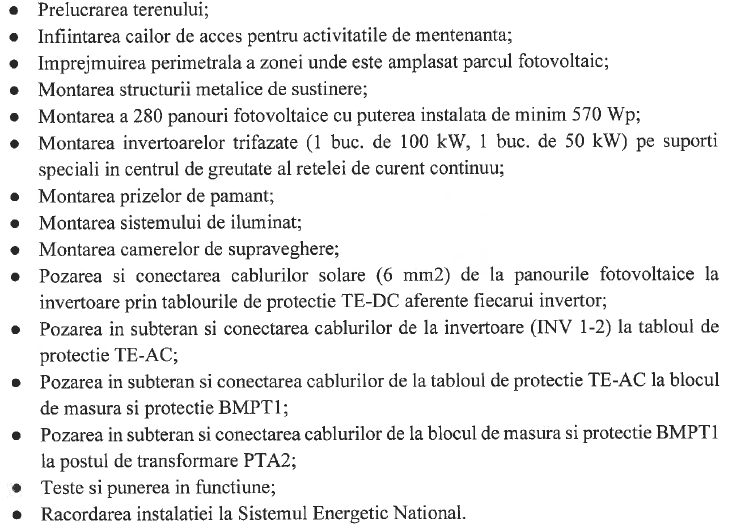 • Prelucrarea terenului;
• Infiintarea cailor de acces pentru activitatile de mentenanta;
• Imprejmuirea perimetrala a zonei unde este amplasat parcul fotovoltaic;
• Montarea structurii metalice de sustinere;
• Montarea a 280 panouri fotovoltaice cu puterea instalata de minim 570 Wp;
• Montarea invertoarelor trifazate (1 buc. de 100 kW, 1 buc. de 50 kW) pe suporti
speciali in centrul de greutate al retelei de curent continuu;
• Montarea prizelor de pamant;
• Montarea sistemului de iluminat;
• Montarea camerelor de supraveghere;
• Pozarea si conectarea cablurilor solare (6 mm2) de la panourile fotovoltaice la
invertoare prin tablourile de protectie TE-DC aferente fiecarui invertor;
• Pozarea in subteran si conectarea cablurilor de la invertoare (INV 1-2) la tabloul de
protectie TE-AC;
• Pozarea in subteran si conectarea cablurilor de la tabloul de protectie TE-AC la blocul
de masura si protectie BMPT1;
• Pozarea in subteran si conectarea cablurilor de la blocul de masura si protectie BMPT1
la postul de transformare PTA2;
• Teste si punerea in functiune;
• Racordarea instalatiei la Sistemul Energetic National.